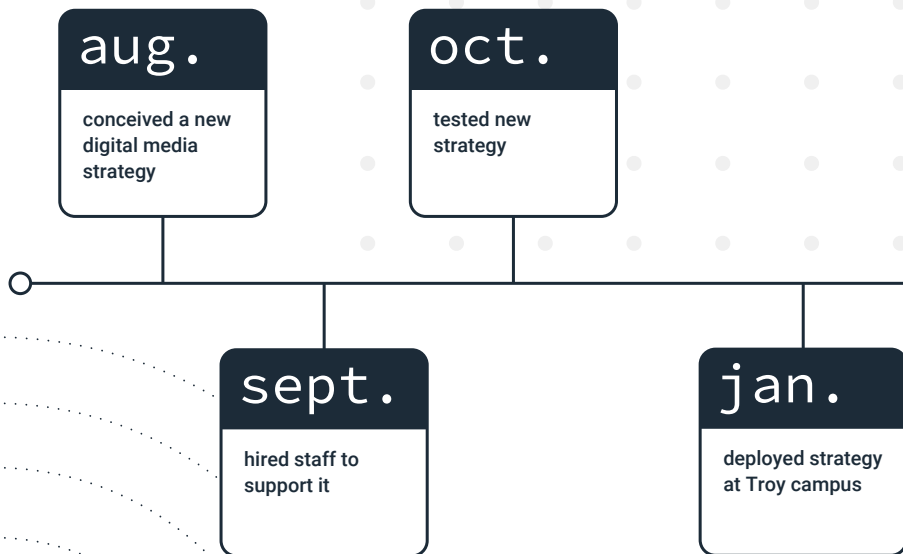 aug.
conceived a new
digital media
strategy
sept.
hired staff to
support it
oct.
tested new
strategy
jan.
deployed strategy
at Troy campus